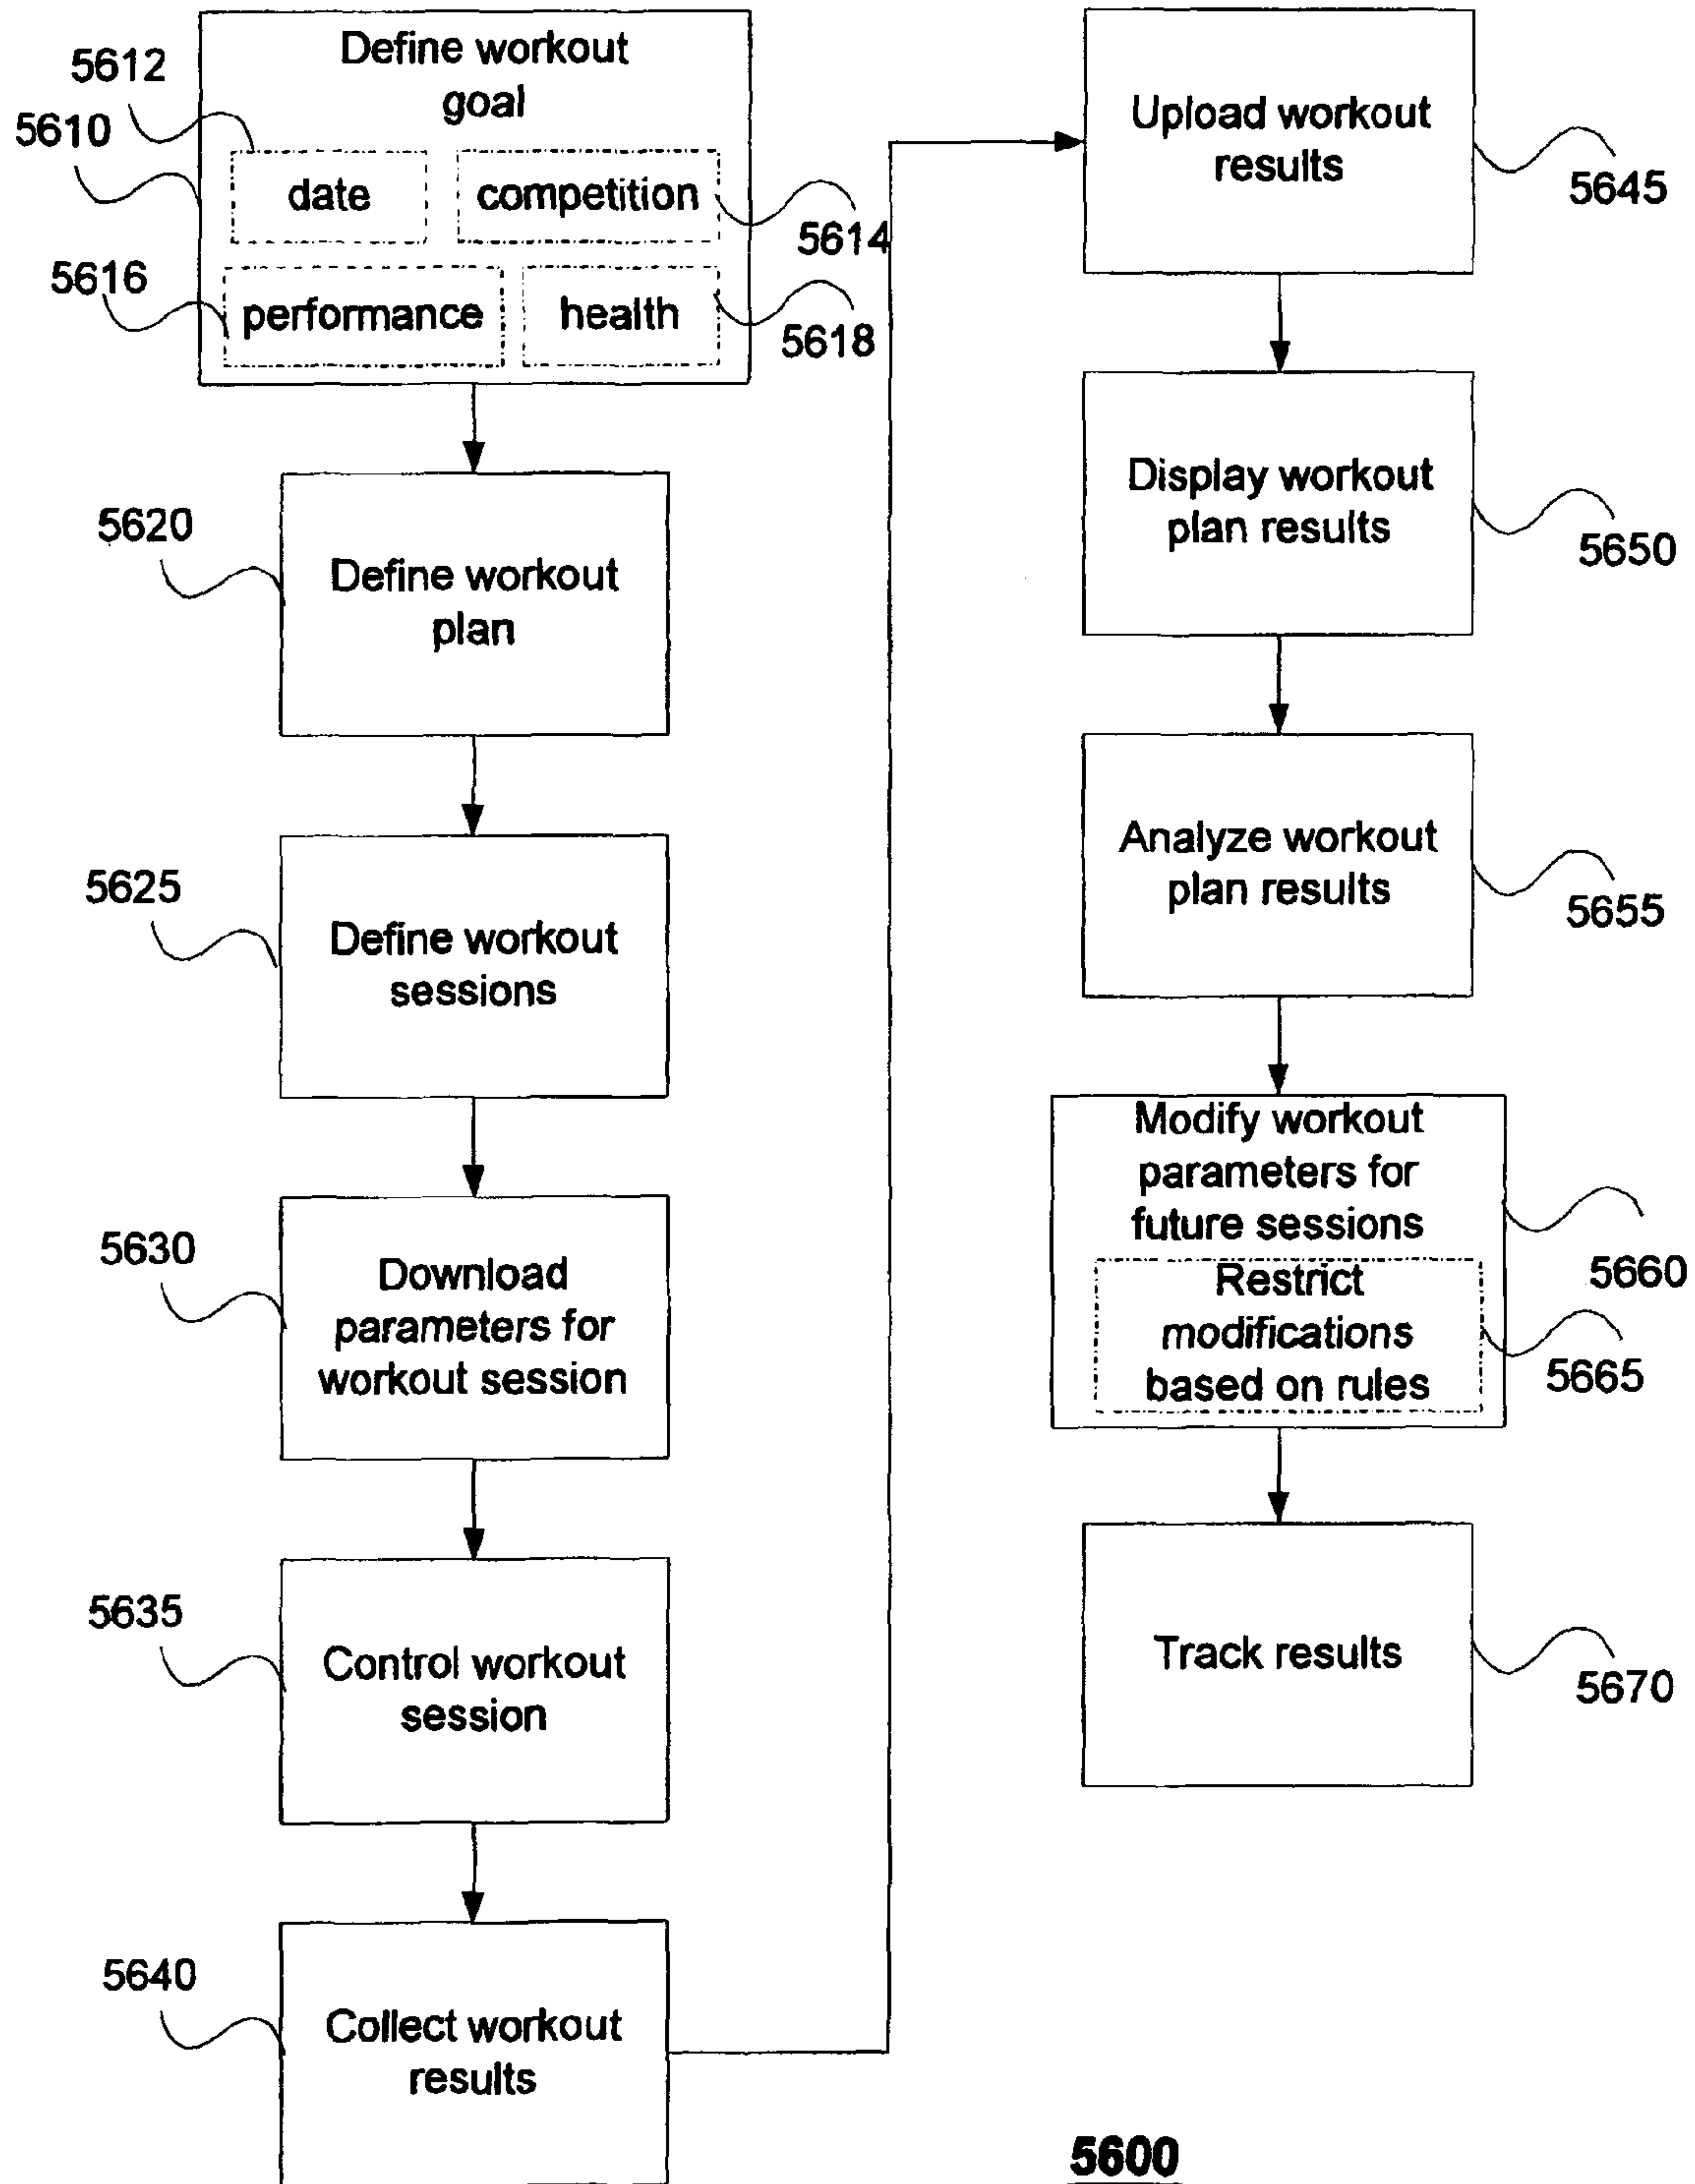 Define workout
goal
5612
5610
date
competition
5614
5616
performance
health
5618
5620
Define workout
plan
5625
Define workout
sessions
5630
Download
parameters for
workout session
5635
Control workout
session
5640
Collect workout
results
Upload workout
results
5645
Display workout
plan results
5650
Analyze workout
plan results
5655
Modify workout
parameters for
future sessions
5660
Restrict
modifications
based on rules
5665
Track results
5670
5600